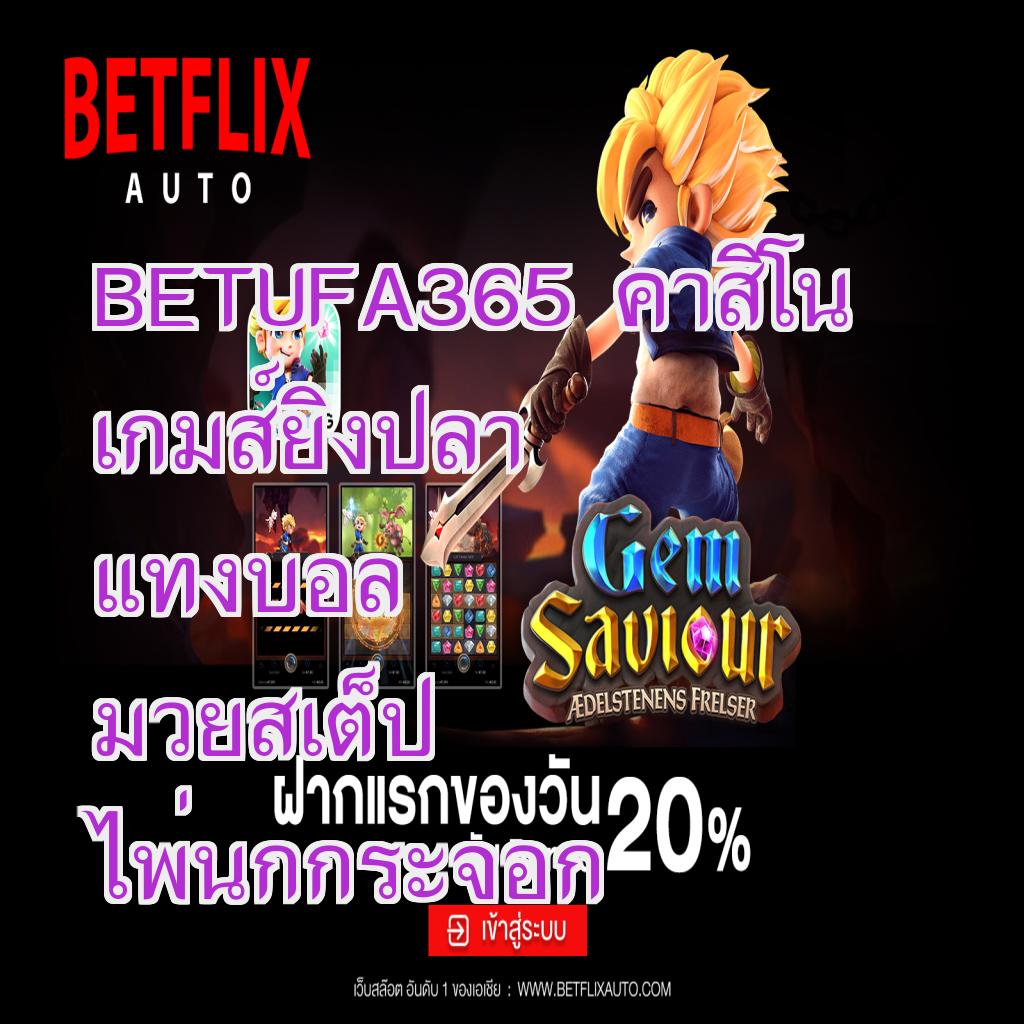 BETFLIX
AUTO
BETUFA365 คาสิโน
เกมส์ยิงปลา
แทงบอล
มวยสเต็ป
ไพ่นกกระจอก
Gem
Saviour
ÆDELSTENENS FRELSER
ฝากแรกของวัน 20%
เข้าสู่ระบบ
เว็บสล๊อต อันดับ 1 ของเอเชีย : WWW.BETFLIXAUTO.COM